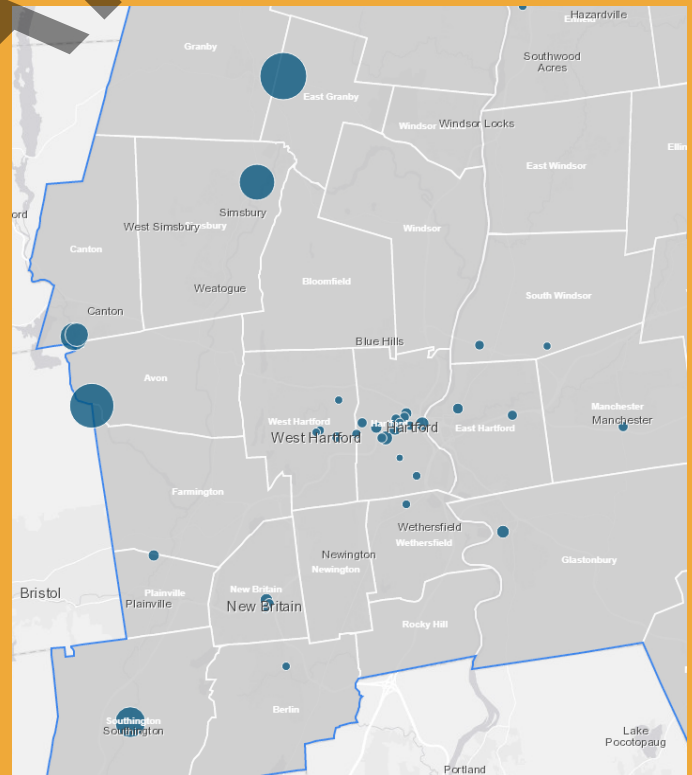 Hazardville
Granby
Southwood
Acres
East Granby
Windsor
Windsor Locks
East Windsor
Simsbury
West Simsbury
Windsor
Canton
Bloomfield
Weatogue
South Windsor
Canton
Blue Hills
Avon
Manchester
West Hartford
Manchester
Hartford
East Hartford
West Hartford
Farmington
Wethersfield
Wethersfield
Newington
Glastonbury
Newington
Bristol
New Britain
Plainville
Plainville
New Britain
Rocky Hill
Berlin
Southington
Southington
Lake
Pocotopaug
Portland